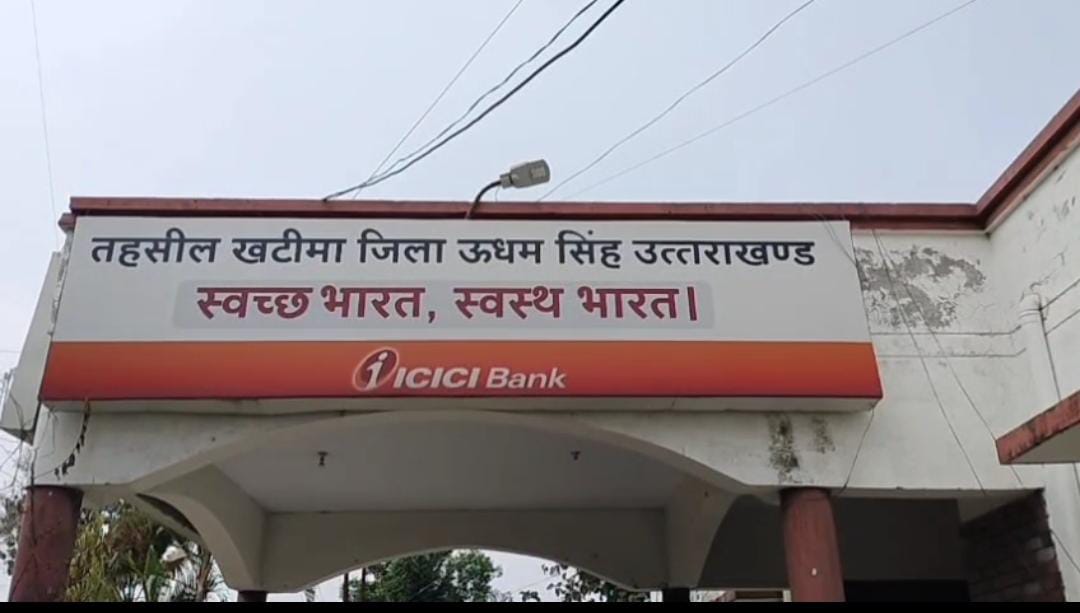 तहसील खटीमा जिला ऊधम सिंह उत्तराखण्ड
स्वच्छ भारत, स्वस्थ भारत।
ICICI Bank